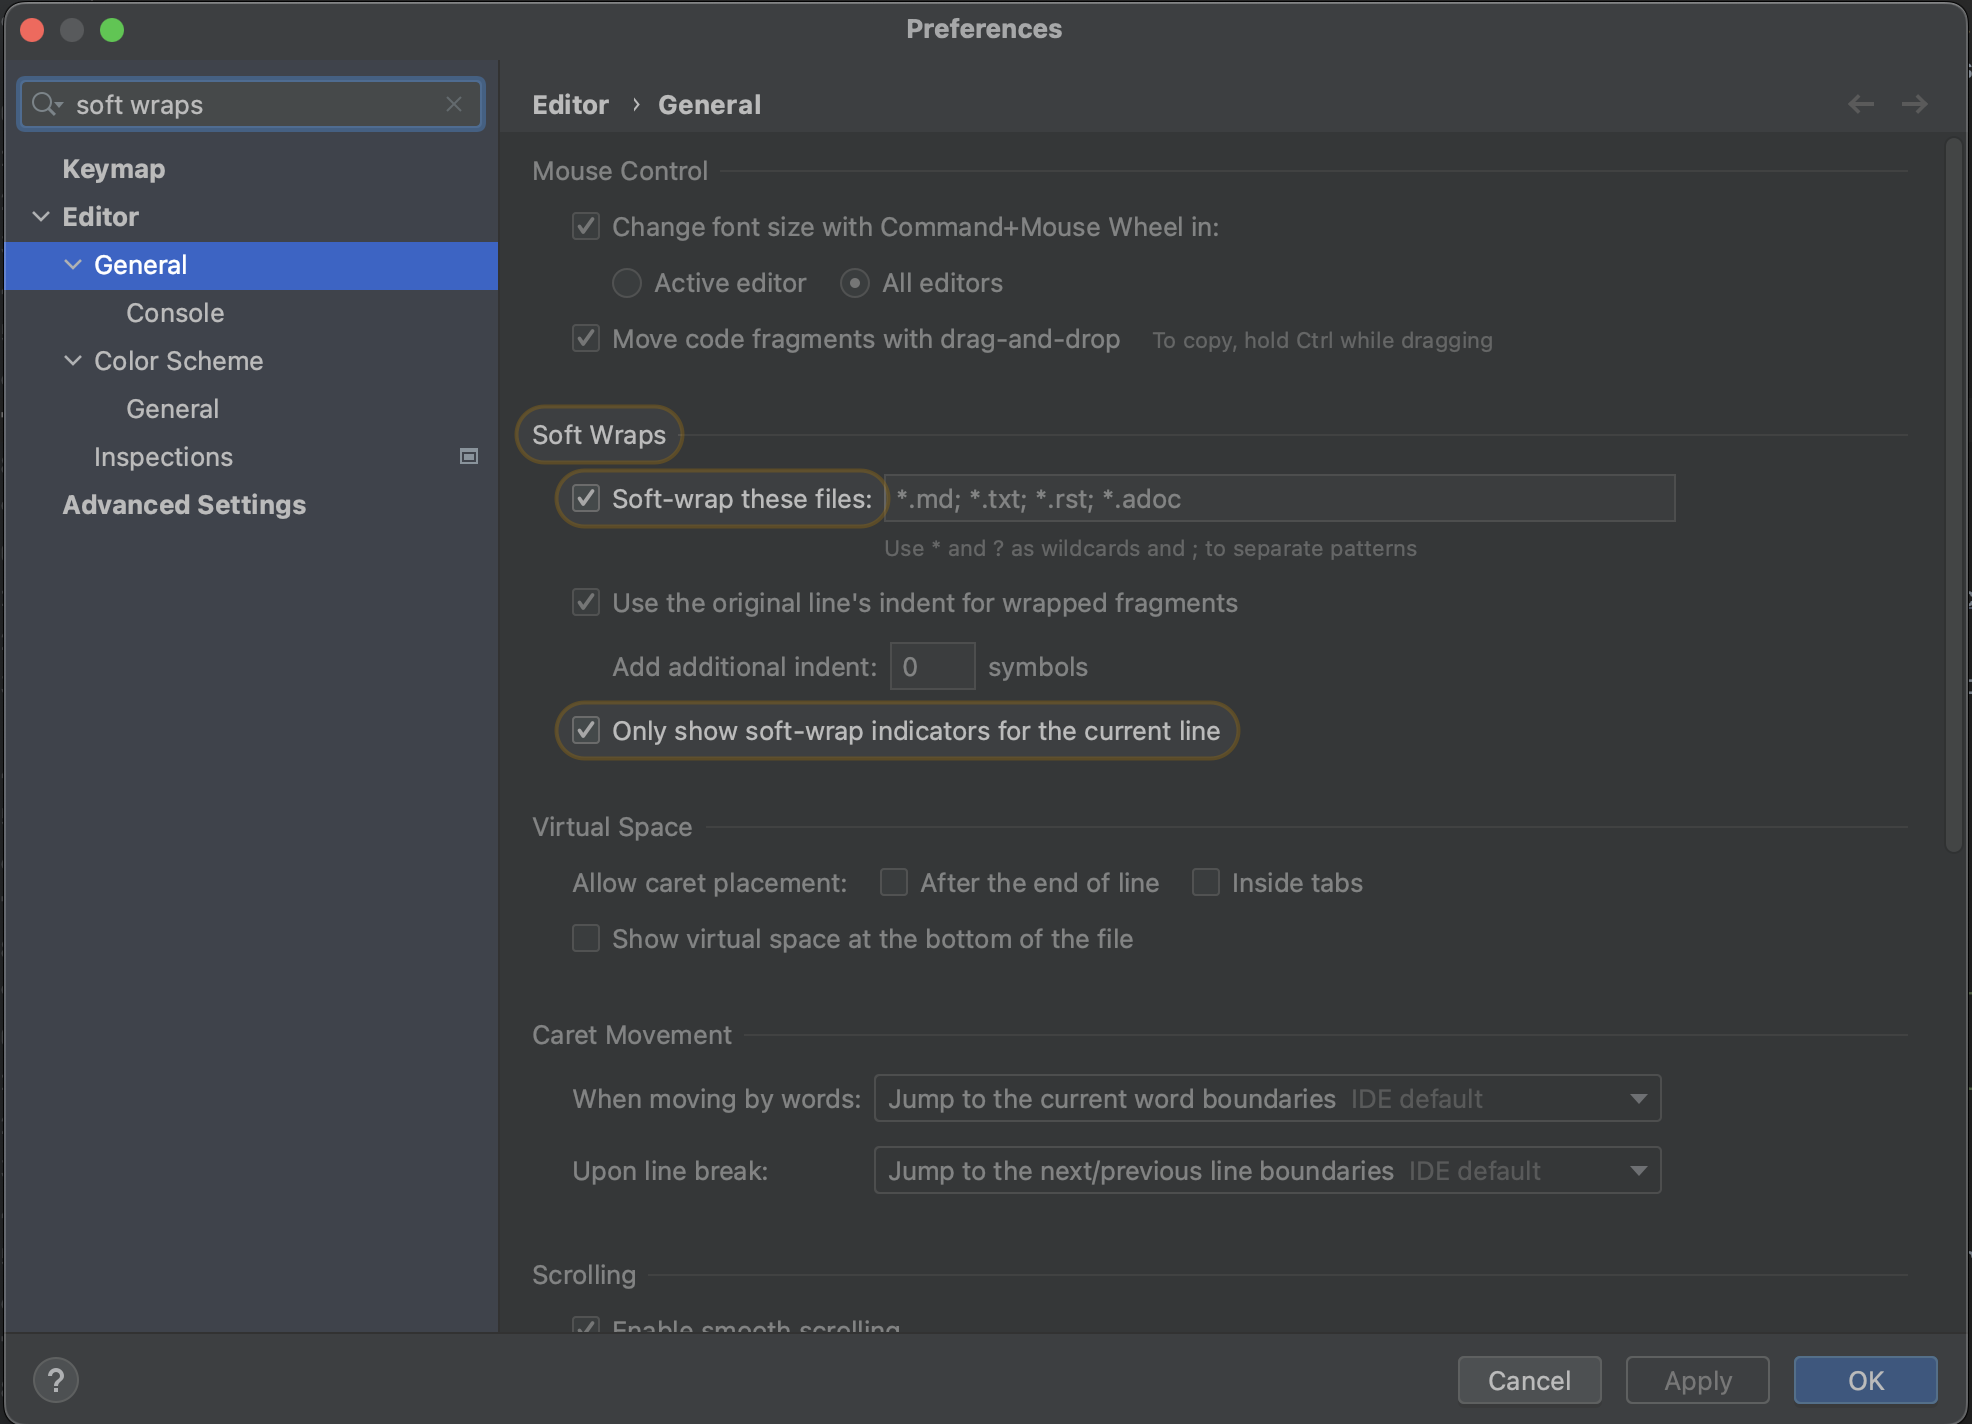 Preferences
soft wraps
Keymap
Editor
General
Console
Color Scheme
General
Inspections
Advanced Settings
Editor › General
Mouse Control
Change font size with Command+Mouse Wheel in:
Active editor All editors
Move code fragments with drag-and-drop To copy, hold Ctrl while dragging
Soft Wraps
Soft-wrap these files: *.md; *.txt; *.rst; *.adoc
Use * and ? as wildcards and ; to separate patterns
Use the original line's indent for wrapped fragments
Add additional indent: 0 symbols
Only show soft-wrap indicators for the current line
Virtual Space
Allow caret placement: After the end of line Inside tabs
Show virtual space at the bottom of the file
Caret Movement
When moving by words: Jump to the current word boundaries IDE default
Upon line break: Jump to the next/previous line boundaries IDE default
Scrolling
Enable smooth scrolling
? Cancel Apply OK